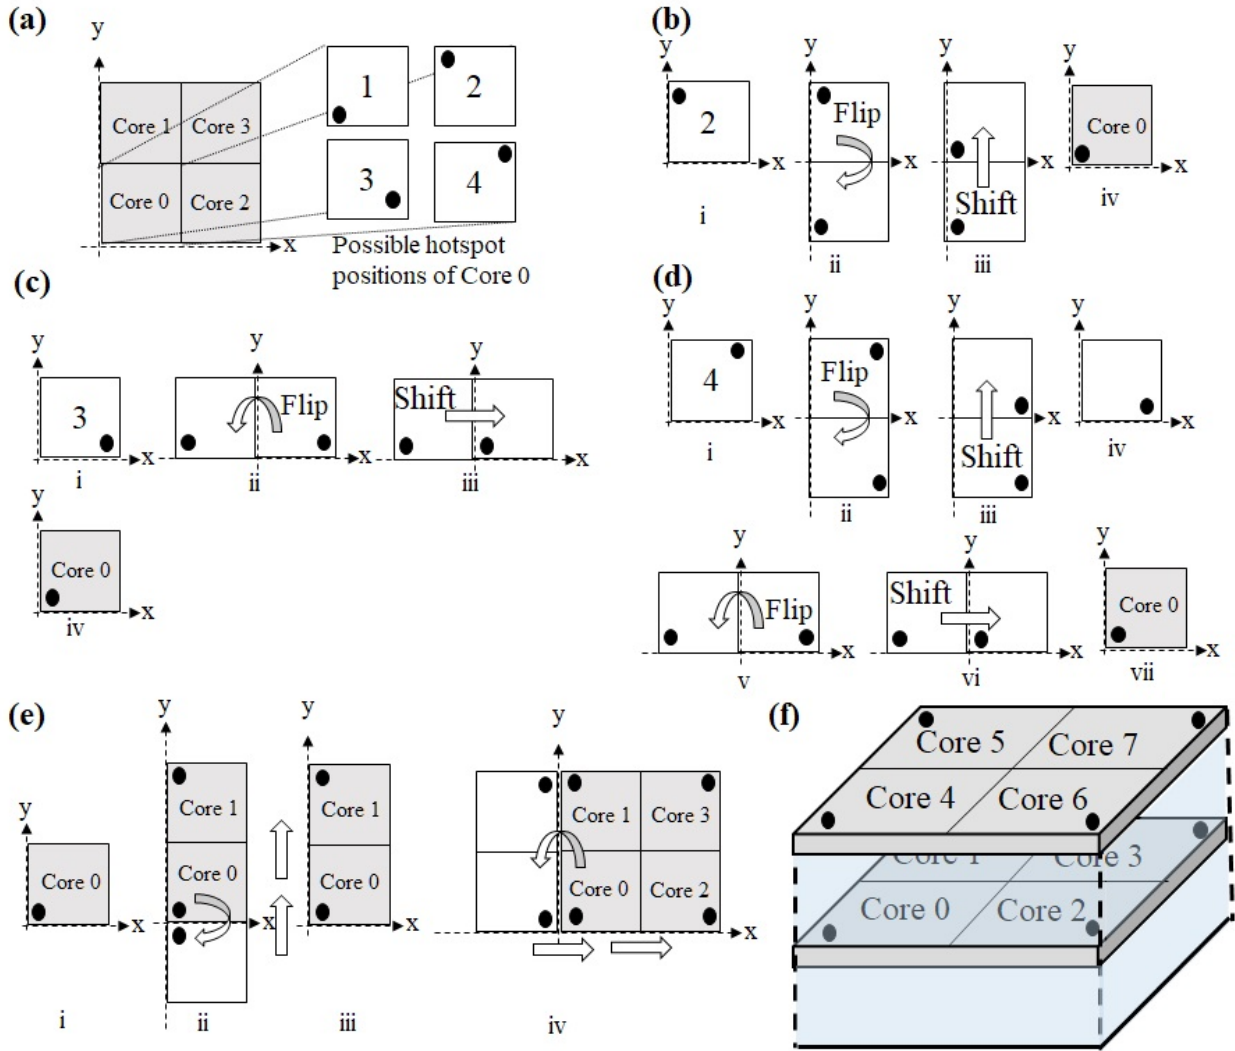 (a)
y
Core 1 Core 3
Core 0 Core 2
x
1 2
3 4
Possible hotspot
positions of Core 0
(b)
y y y y
2 Flip Shift Core 0
x x x x
i ii iii iv
(c)
y y y
3 Flip Shift
x x x
i ii iii
y
Core 0
x
iv
(d)
y y y y
4 Flip Shift
x x x x
i ii iii iv
y y y
Flip Shift Core 0
x x x
v vi vii
(e)
y y y y
Core 1 Core 1 Core 1 Core 3
Core 0 Core 0 Core 0 Core 0 Core 2
x x x x
i ii iii iv
(f)
Core 5 Core 7
Core 4 Core 6
Core 1 Core 3
Core 0 Core 2